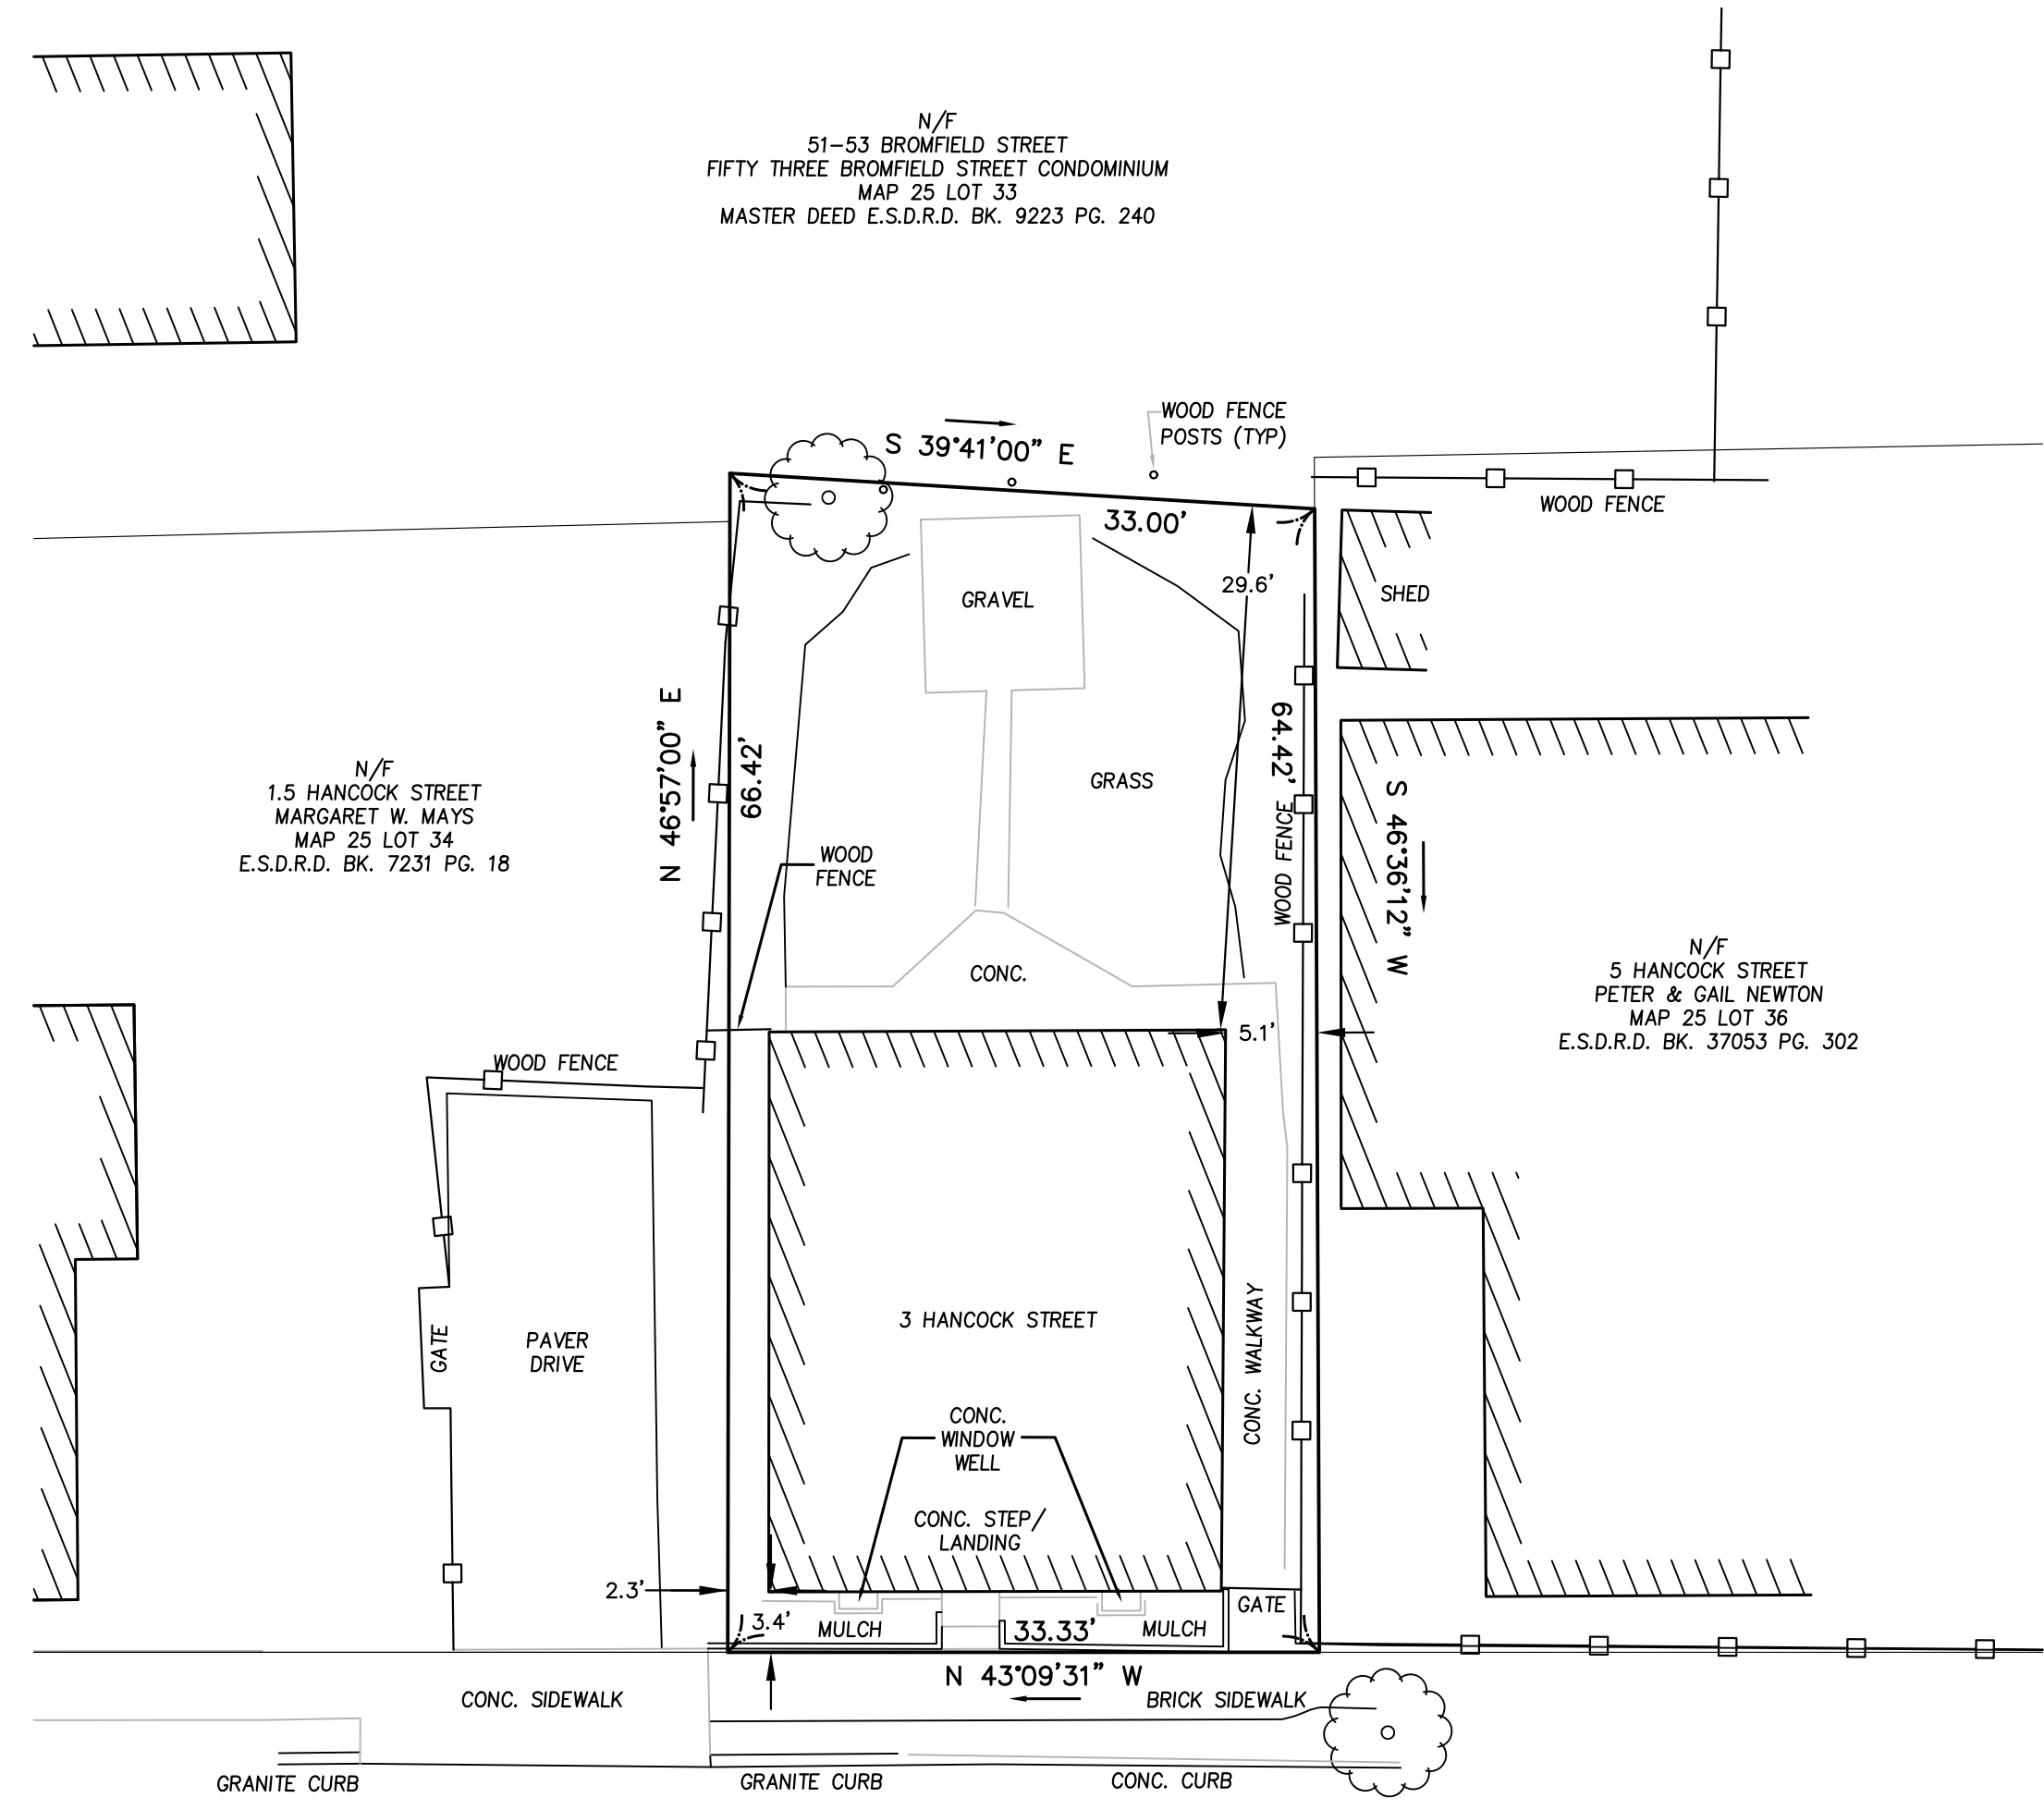 N/F
51-53 BROMFIELD STREET
FIFTY THREE BROMFIELD STREET CONDOMINIUM
MAP 25 LOT 33
MASTER DEED E.S.D.R.D. BK. 9223 PG. 240
WOOD FENCE
POSTS (TYP)
S 39°41'00" E
33.00'
WOOD FENCE
29.6'
SHED
GRAVEL
N 46°57'00" E
66.42'
64.42'
S 46°36'12" W
GRASS
WOOD FENCE
N/F
1.5 HANCOCK STREET
MARGARET W. MAYS
MAP 25 LOT 34
E.S.D.R.D. BK. 7231 PG. 18
WOOD
FENCE
CONC.
N/F
5 HANCOCK STREET
PETER & GAIL NEWTON
MAP 25 LOT 36
E.S.D.R.D. BK. 37053 PG. 302
5.1'
WOOD FENCE
3 HANCOCK STREET
GATE
PAVER
DRIVE
CONC. WALKWAY
CONC.
WINDOW
WELL
CONC. STEP/
LANDING
2.3'
3.4'
MULCH
33.33'
MULCH
GATE
N 43°09'31" W
CONC. SIDEWALK
BRICK SIDEWALK
GRANITE CURB
GRANITE CURB
CONC. CURB